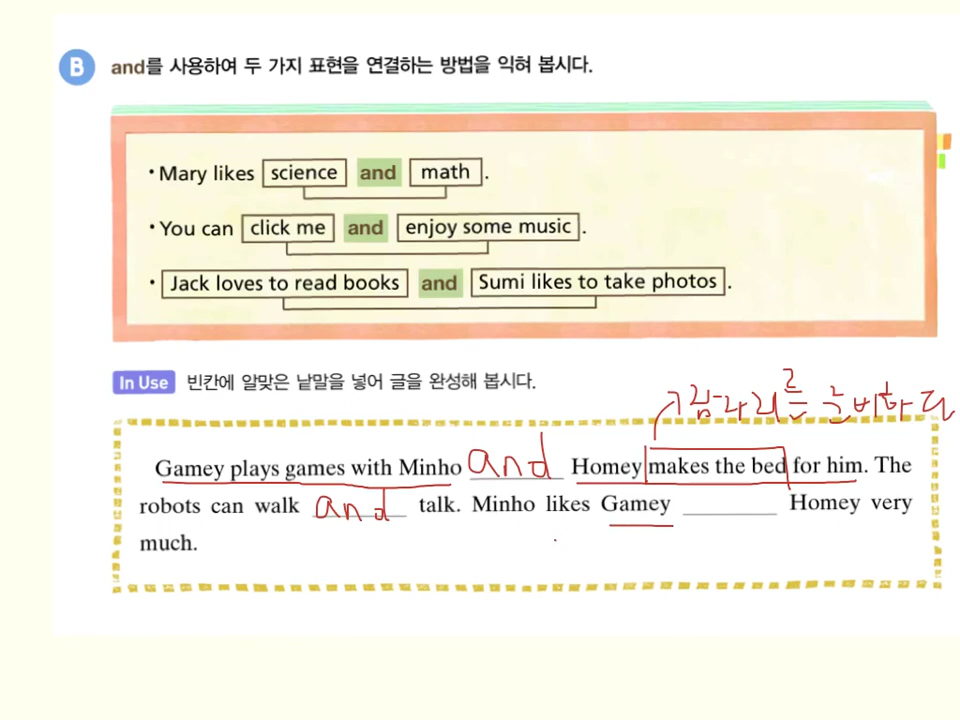 B and를 사용하여 두 가지 표현을 연결하는 방법을 익혀 봅시다.
• Mary likes science and math .
• You can click me and enjoy some music .
• Jack loves to read books and Sumi likes to take photos .
In Use 빈칸에 알맞은 낱말을 넣어 글을 완성해 봅시다.
잠자리를 준비하다
Gamey plays games with Minho and Homey makes the bed for him. The
robots can walk and talk. Minho likes Gamey ________ Homey very
much.